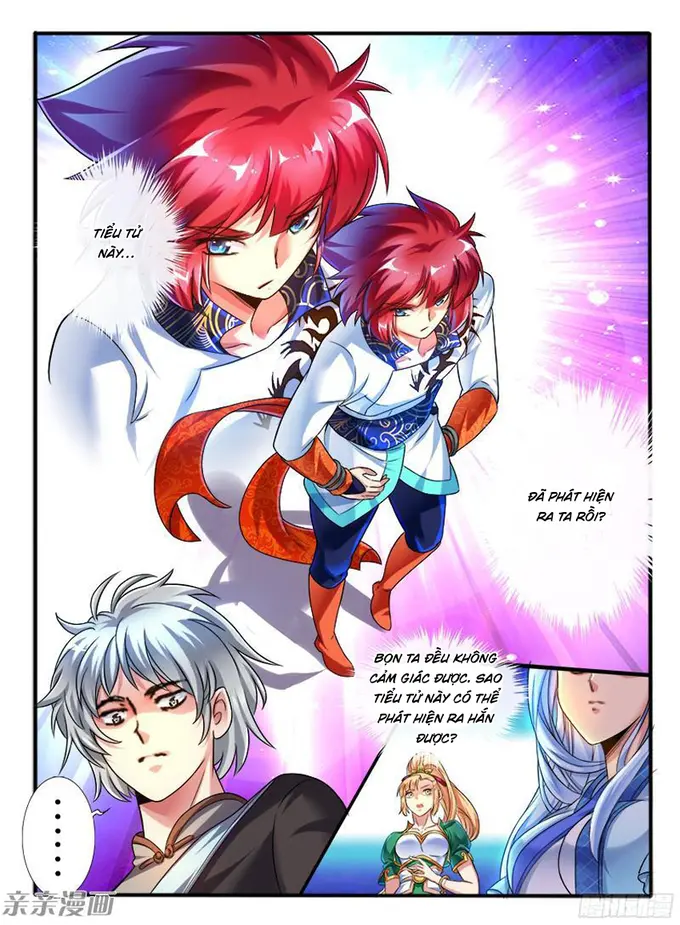 TIỂU TỬ
NÀY...
ĐÃ PHÁT HIỆN
RA TA RỒI?
BỌN TA ĐỀU KHÔNG
CẢM GIÁC ĐƯỢC. SAO
TIỂU TỬ NÀY CÓ THỂ
PHÁT HIỆN RA HẮN
ĐƯỢC?
......
亲亲漫画